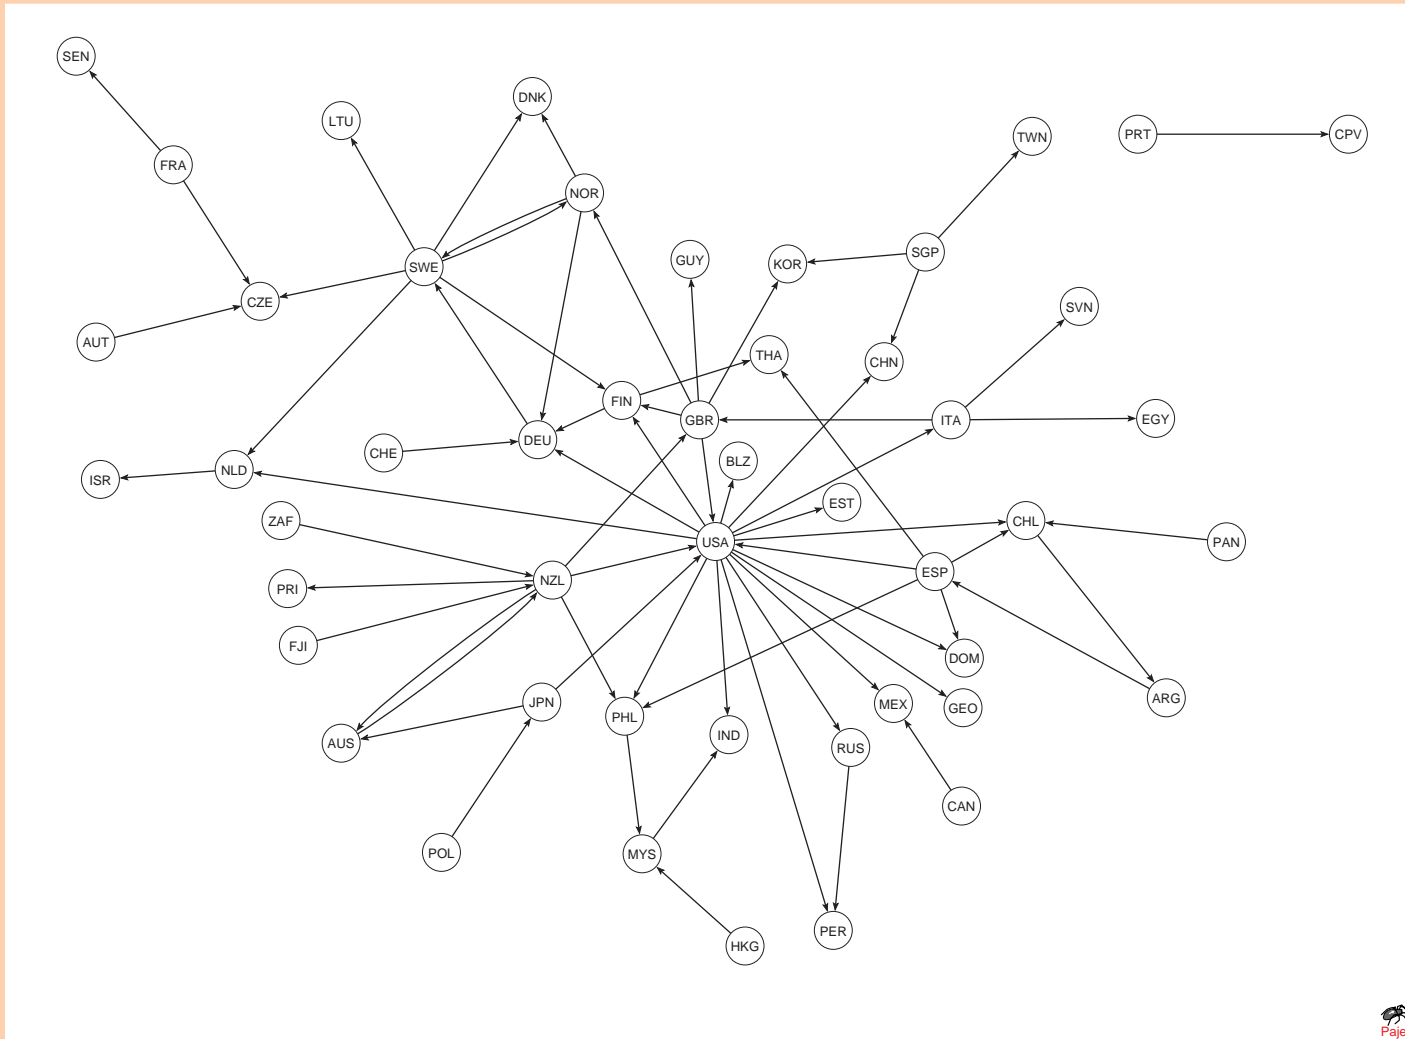 SEN
DNK
LTU
TWN
PRT
CPV
FRA
NOR
SGP
GUY
KOR
SWE
CZE
SVN
AUT
THA
CHN
FIN
GBR
ITA
EGY
DEU
CHE
BLZ
NLD
ISR
EST
ZAF
CHL
USA
PAN
ESP
NZL
PRI
FJI
DOM
ARG
JPN
MEX
GEO
PHL
IND
AUS
RUS
CAN
POL
MYS
PER
HKG
Paje